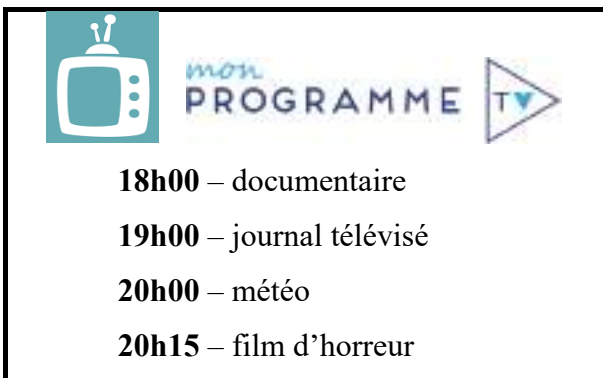 mon
PROGRAMME TV
18h00 – documentaire
19h00 – journal télévisé
20h00 – météo
20h15 – film d’horreur